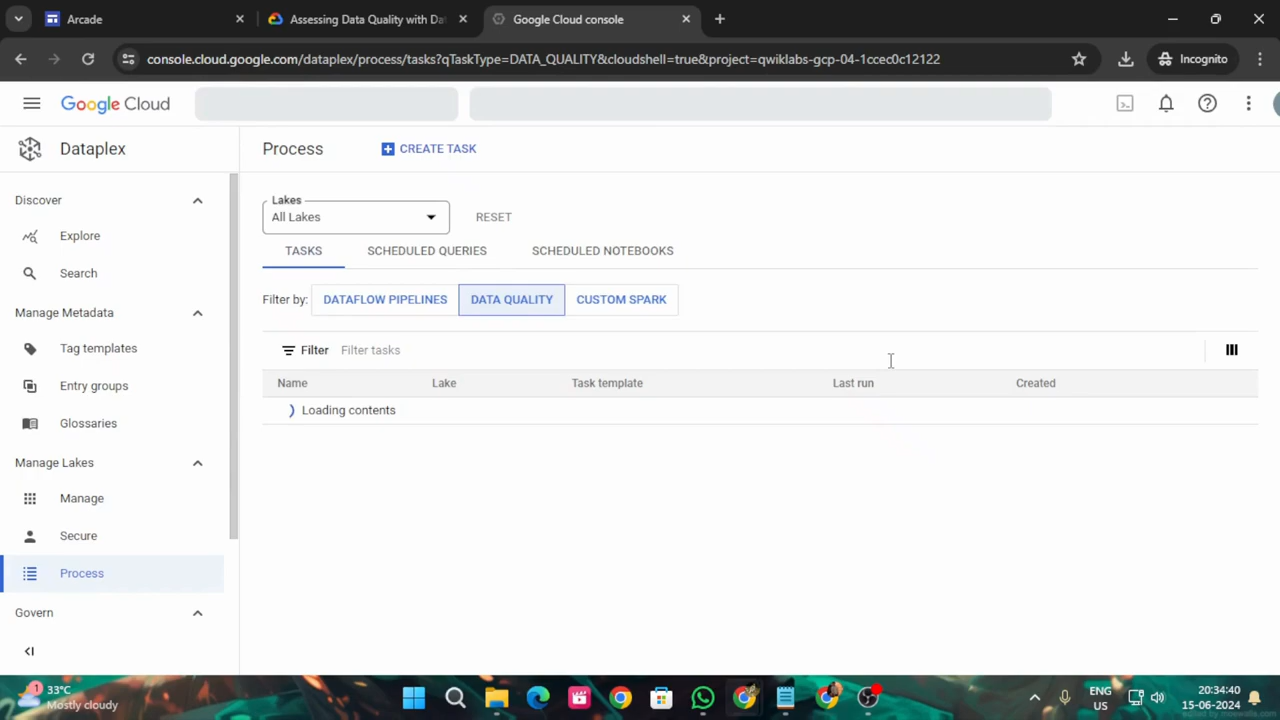 Arcade
Assessing Data Quality with Da
Google Cloud console
console.cloud.google.com/dataplex/process/tasks?qTaskType=DATA_QUALITY&cloudshell=true&project=qwiklabs-gcp-04-1ccec0c12122
Incognito
Google Cloud
Dataplex
Process
CREATE TASK
Discover
Explore
Search
Manage Metadata
Tag templates
Entry groups
Glossaries
Manage Lakes
Manage
Secure
Process
Govern
Lakes
All Lakes
RESET
TASKS
SCHEDULED QUERIES
SCHEDULED NOTEBOOKS
Filter by:
DATAFLOW PIPELINES
DATA QUALITY
CUSTOM SPARK
Filter
Filter tasks
Name
Lake
Task template
Last run
Created
Loading contents
1
33°C
Mostly cloudy
ENG
US
20:34:40
15-06-2024